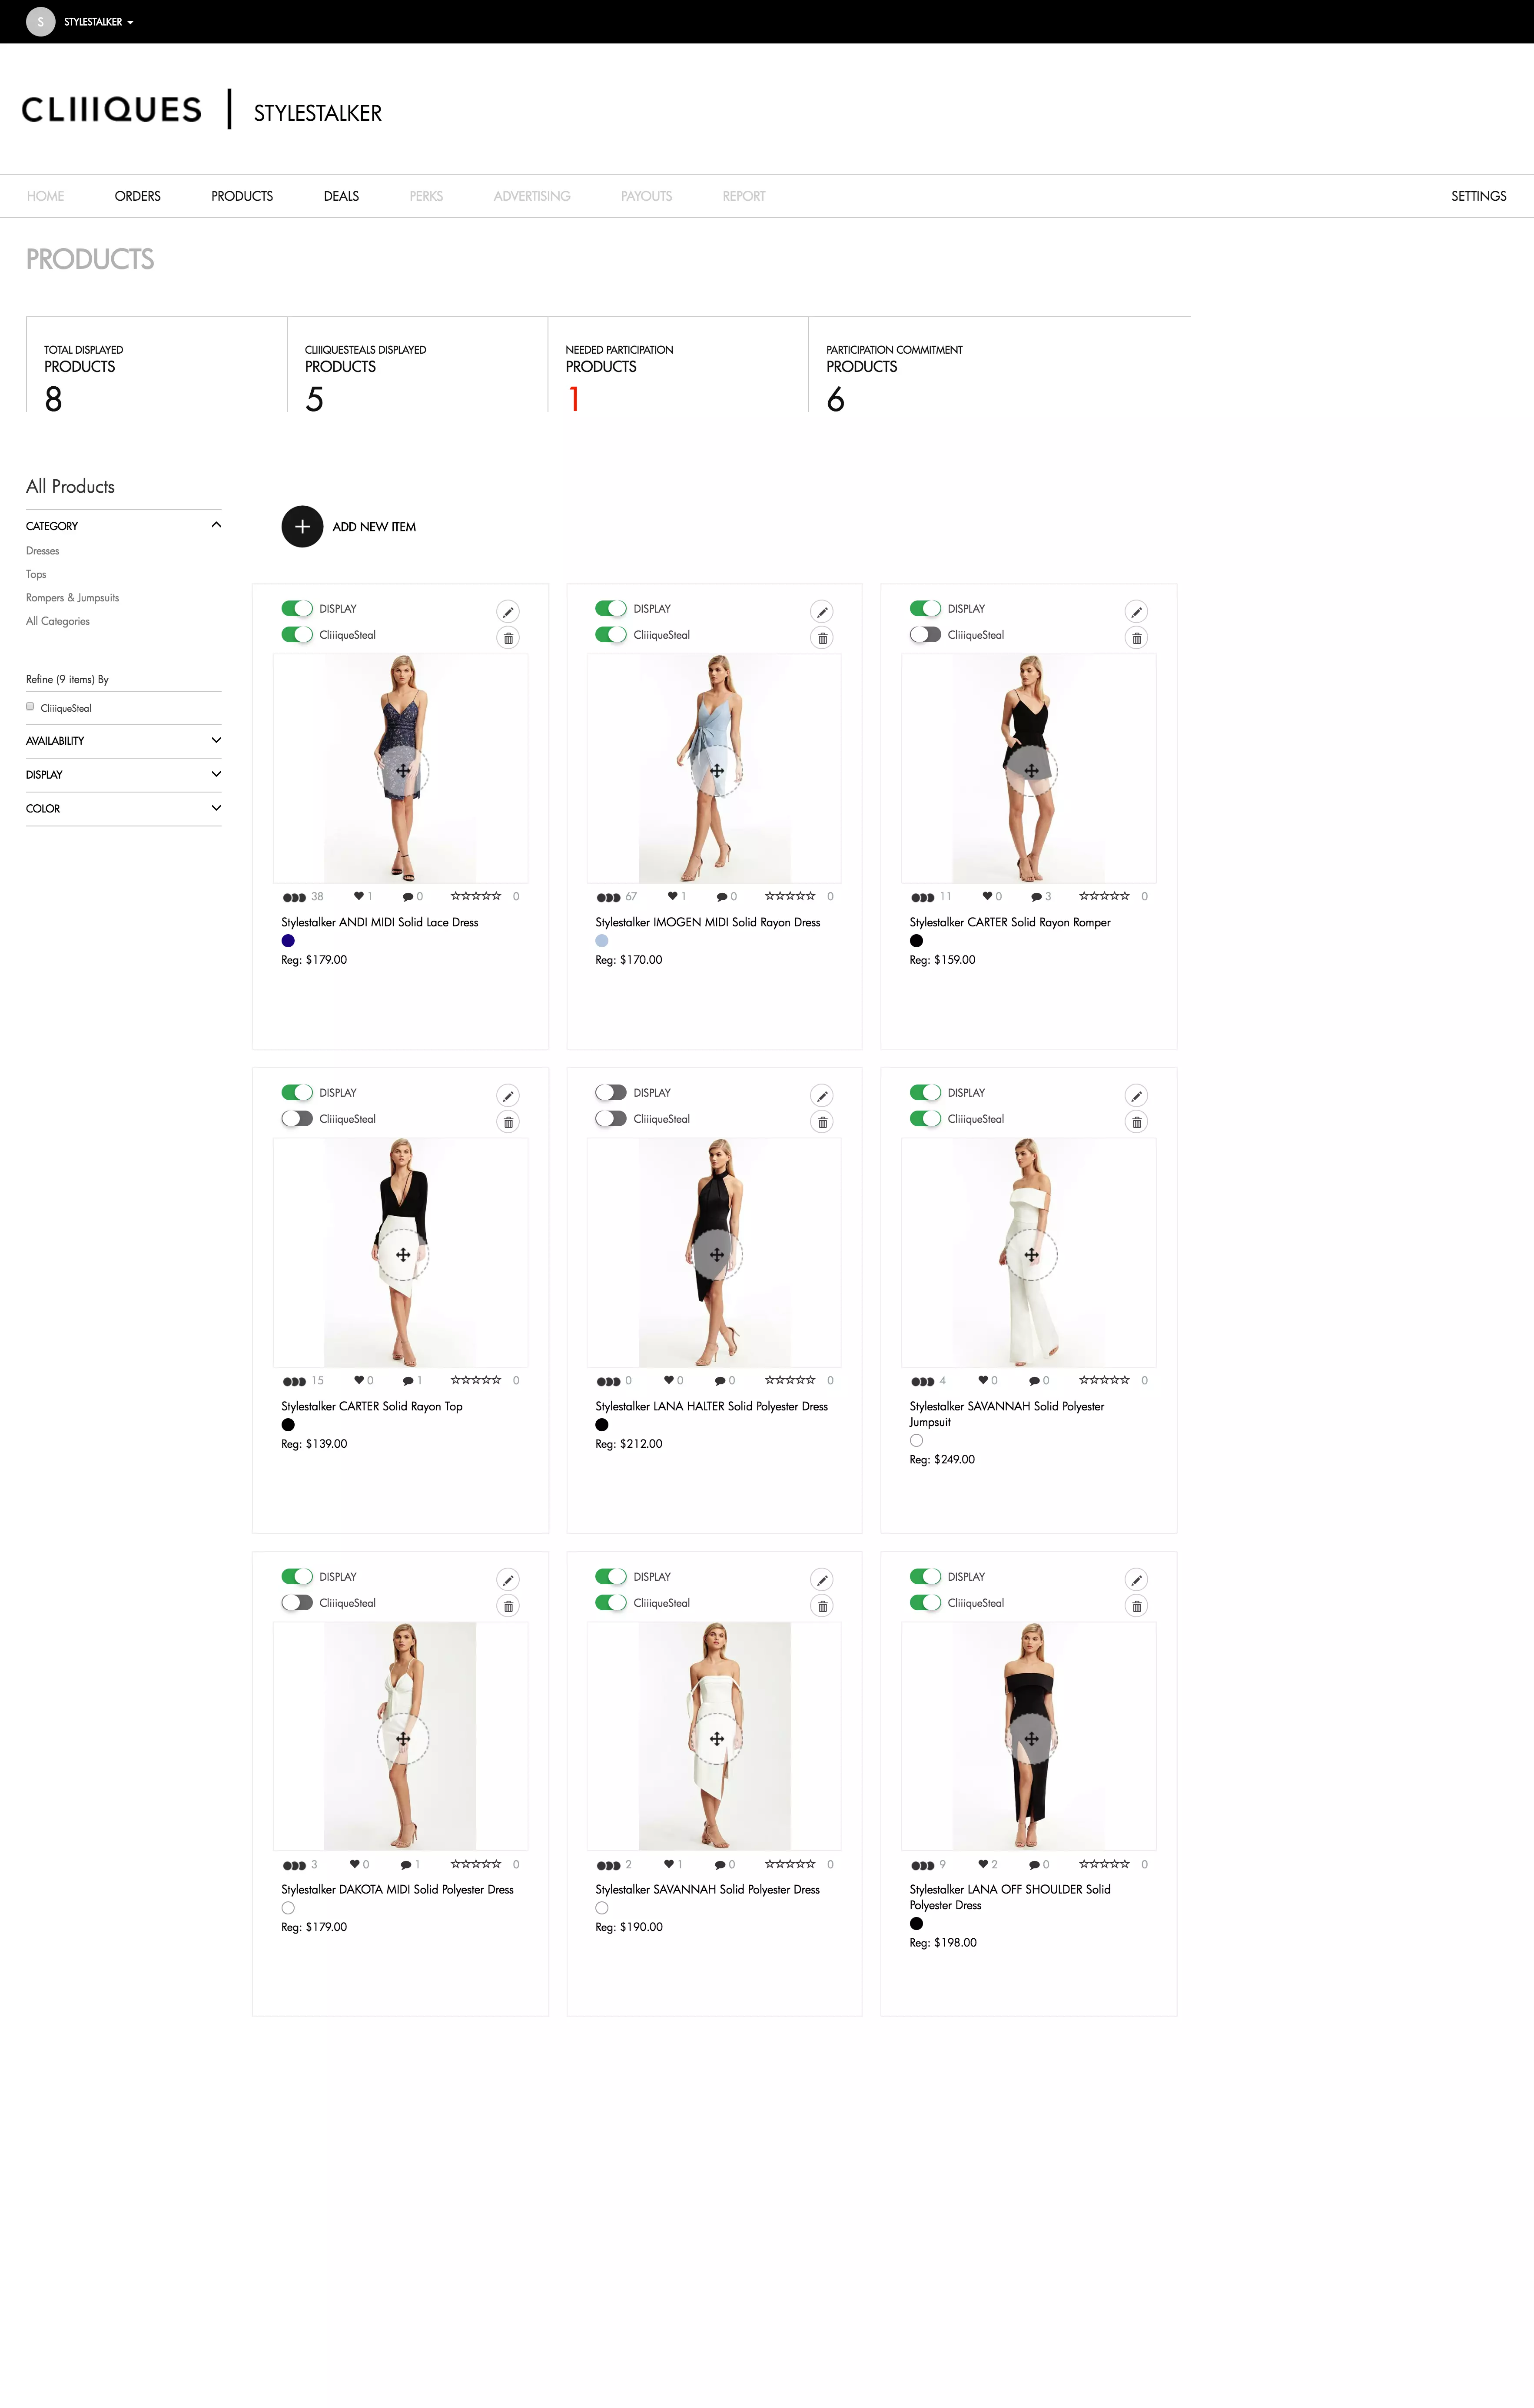 S STYLESTALKER
CLIIIQUES | STYLESTALKER
HOME ORDERS PRODUCTS DEALS PERKS ADVERTISING PAYOUTS REPORT SETTINGS
PRODUCTS
TOTAL DISPLAYED
PRODUCTS
8
CLIIIQUESTEALS DISPLAYED
PRODUCTS
5
NEEDED PARTICIPATION
PRODUCTS
1
PARTICIPATION COMMITMENT
PRODUCTS
6
All Products
CATEGORY
Dresses
Tops
Rompers & Jumpsuits
All Categories
Refine (9 items) By
CliiiqueSteal
AVAILABILITY
DISPLAY
COLOR
ADD NEW ITEM
DISPLAY
CliiiqueSteal
38 1 0 0
Stylestalker ANDI MIDI Solid Lace Dress
Reg: $179.00
DISPLAY
CliiiqueSteal
67 1 0 0
Stylestalker IMOGEN MIDI Solid Rayon Dress
Reg: $170.00
DISPLAY
CliiiqueSteal
11 0 3 0
Stylestalker CARTER Solid Rayon Romper
Reg: $159.00
DISPLAY
CliiiqueSteal
15 0 1 0
Stylestalker CARTER Solid Rayon Top
Reg: $139.00
DISPLAY
CliiiqueSteal
0 0 0 0
Stylestalker LANA HALTER Solid Polyester Dress
Reg: $212.00
DISPLAY
CliiiqueSteal
4 0 0 0
Stylestalker SAVANNAH Solid Polyester
Jumpsuit
Reg: $249.00
DISPLAY
CliiiqueSteal
3 0 1 0
Stylestalker DAKOTA MIDI Solid Polyester Dress
Reg: $179.00
DISPLAY
CliiiqueSteal
2 1 0 0
Stylestalker SAVANNAH Solid Polyester Dress
Reg: $190.00
DISPLAY
CliiiqueSteal
9 2 0 0
Stylestalker LANA OFF SHOULDER Solid
Polyester Dress
Reg: $198.00